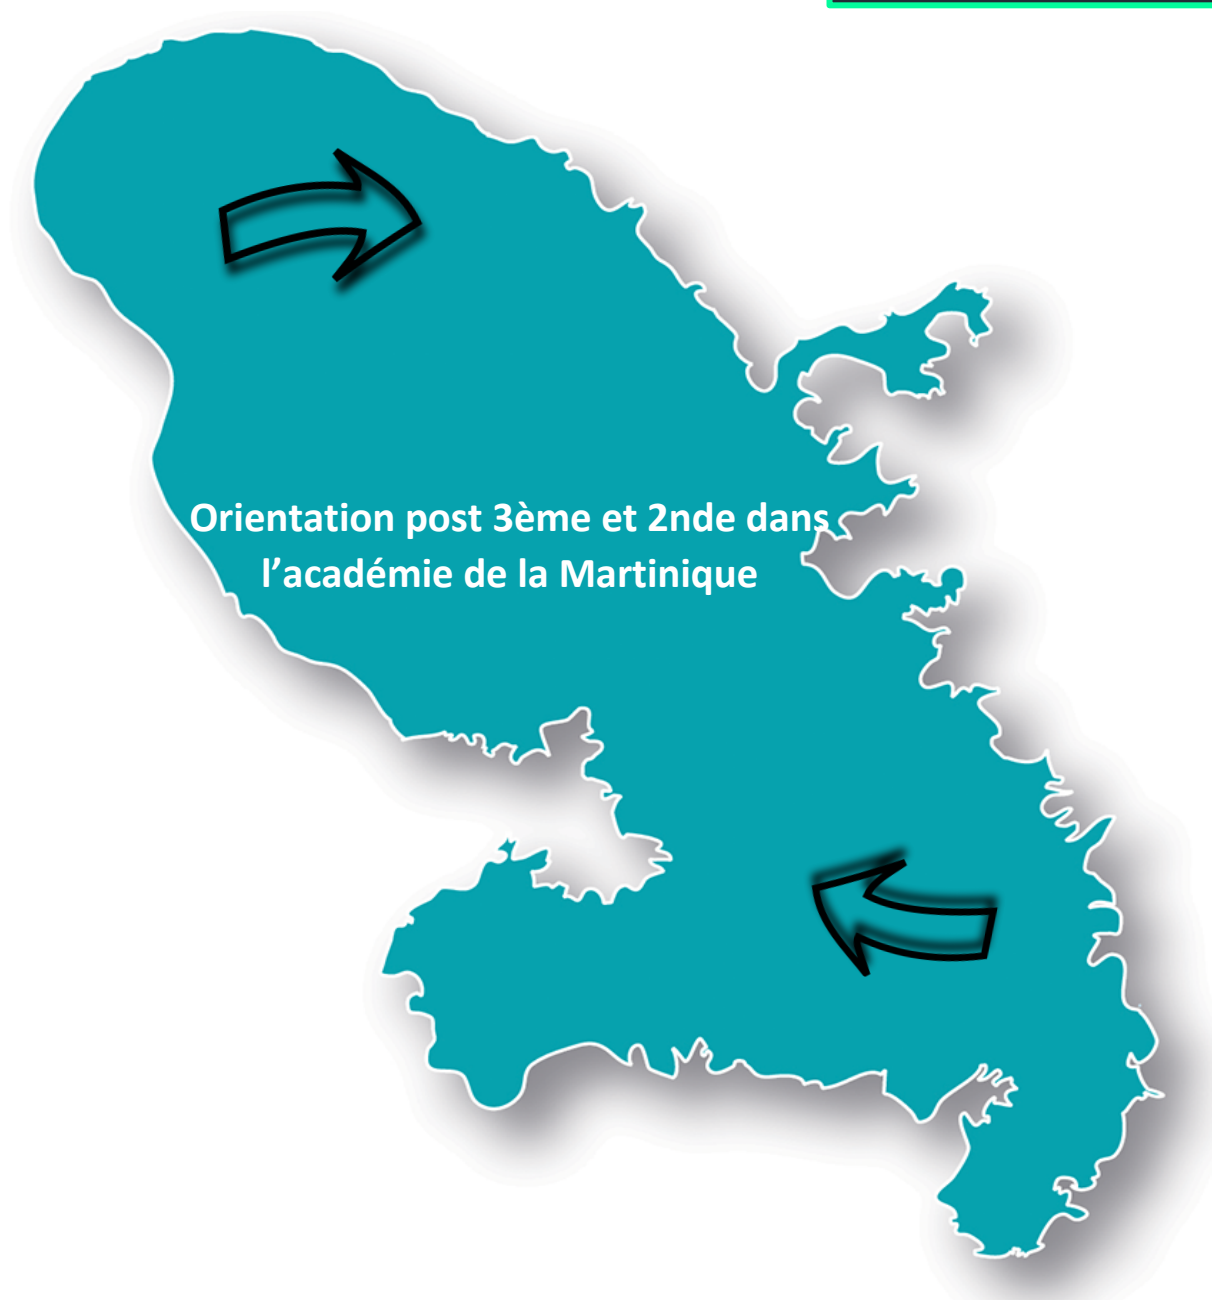 Orientation post 3ème et 2nde dans
l’académie de la Martinique